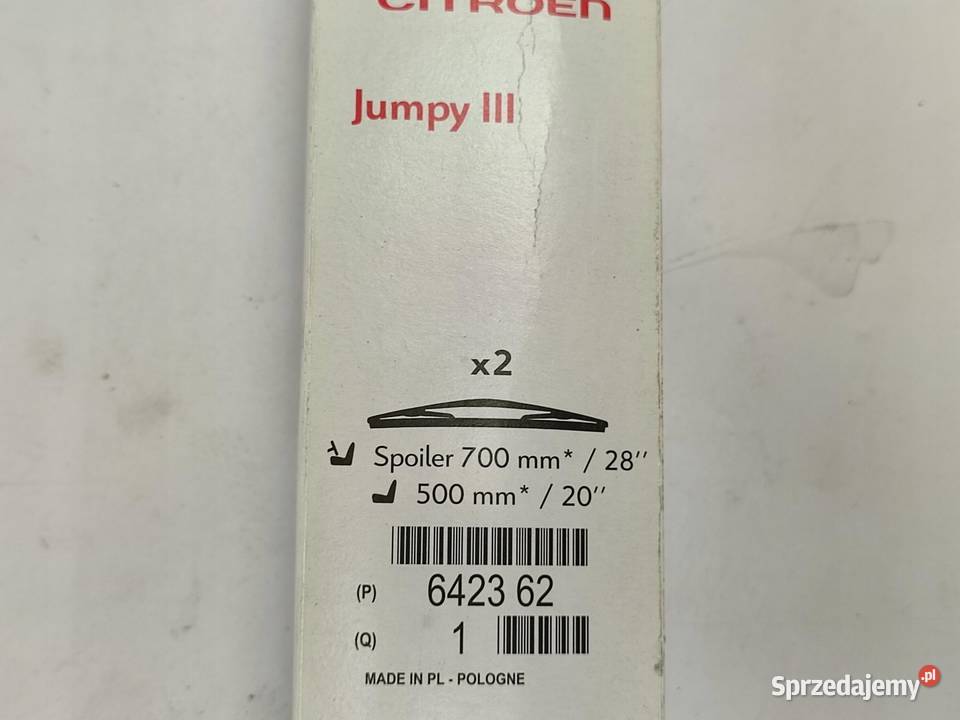 CITROËN
Jumpy III
x2
Spoiler 700 mm* / 28''
500 mm* / 20''
(P) 6423 62
(Q) 1
MADE IN PL - POLOGNE
Sprzedajemy.pl